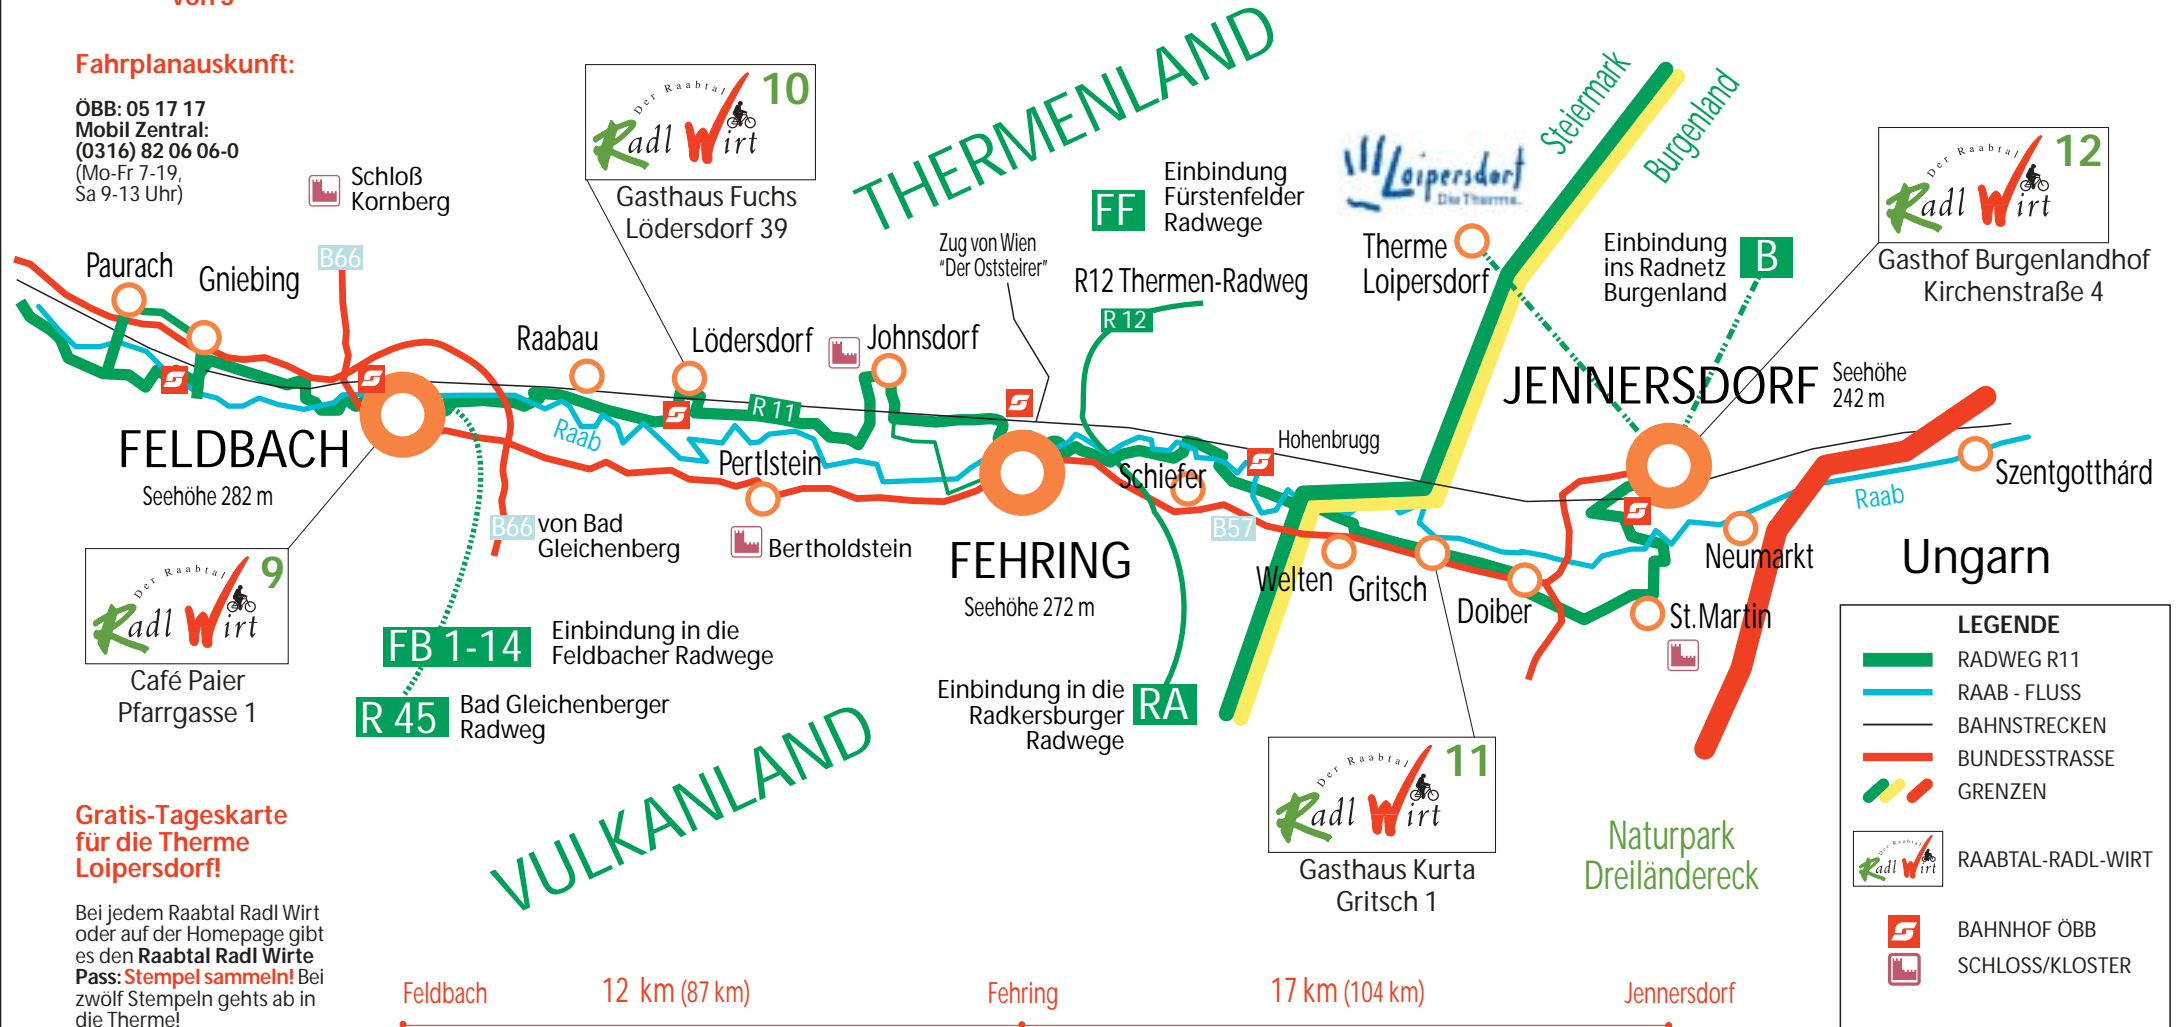 Fahrplanauskunft:
ÖBB: 05 17 17
Mobil Zentral:
(0316) 82 06 06-0
(Mo-Fr 7-19,
Sa 9-13 Uhr)
Schloß
Kornberg
Der Raabtal
Radl Wirt
10
Gasthaus Fuchs
Lödersdorf 39
THERMENLAND
Zug von Wien
"Der Oststeirer"
FF
Einbindung
Fürstenfelder
Radwege
R12 Thermen-Radweg
R 12
Loipersdorf
Die Therme.
Therme
Loipersdorf
Steiermark
Burgenland
Einbindung
ins Radnetz
Burgenland
B
Der Raabtal
Radl Wirt
12
Gasthof Burgenlandhof
Kirchenstraße 4
Paurach
Gniebing
B66
Raabau
Lödersdorf
Johnsdorf
R 11
Raab
FELDBACH
Seehöhe 282 m
Pertlstein
B66
von Bad
Gleichenberg
Bertholdstein
FEHRING
Seehöhe 272 m
Schiefer
Hohenbrugg
B57
JENNERSDORF
Seehöhe
242 m
Szentgotthárd
Raab
Neumarkt
Ungarn
Welten
Gritsch
Doiber
St.Martin
Der Raabtal
Radl Wirt
9
Café Paier
Pfarrgasse 1
FB 1-14
Einbindung in die
Feldbacher Radwege
R 45
Bad Gleichenberger
Radweg
VULKANLAND
Einbindung in die
Radkersburger
Radwege
RA
Der Raabtal
Radl Wirt
11
Gasthaus Kurta
Gritsch 1
Naturpark
Dreiländereck
LEGENDE
RADWEG R11
RAAB - FLUSS
BAHNSTRECKEN
BUNDESSTRASSE
GRENZEN
Der Raabtal
Radl Wirt
RAABTAL-RADL-WIRT
BAHNHOF ÖBB
SCHLOSS/KLOSTER
Gratis-Tageskarte
für die Therme
Loipersdorf!
Bei jedem Raabtal Radl Wirt
oder auf der Homepage gibt
es den Raabtal Radl Wirte
Pass: Stempel sammeln! Bei
zwölf Stempeln gehts ab in
die Therme!
Feldbach
12 km (87 km)
Fehring
17 km (104 km)
Jennersdorf